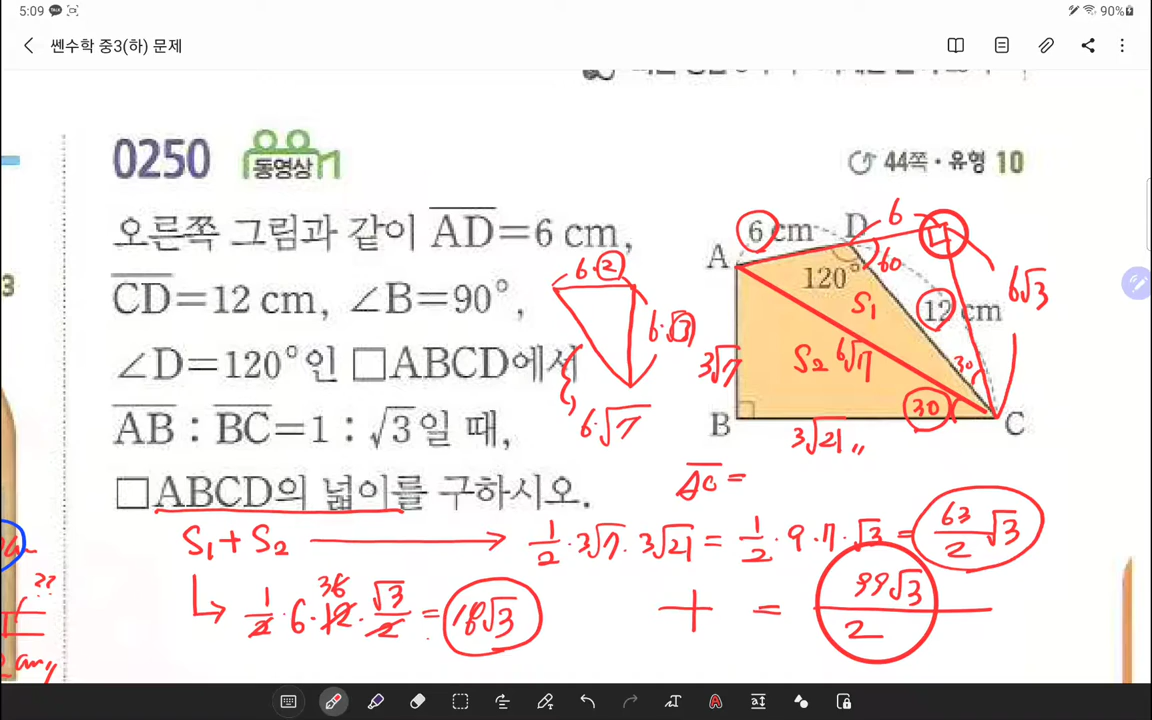 5:09 90%
쎈수학 중3(하) 문제
0250 동영상 44쪽 · 유형 10
오른쪽 그림과 같이 AD=6 cm,
CD=12 cm, ∠B=90°,
∠D=120°인 □ABCD에서
AB : BC=1 : √3일 때,
□ABCD의 넓이를 구하시오.
6·2
6·√3
6·√7
6 cm D 6
A 120° 60
S₁ 12 cm 6√3
3√7 S₂ 6√7 30
30
B C
3√21
AC =
S₁+S₂ → 1/2·3√7·3√21 = 1/2·9·7·√3 = 63/2√3
1/2·6·12·√3/2 = 18√3 + = 99√3/2
3
??